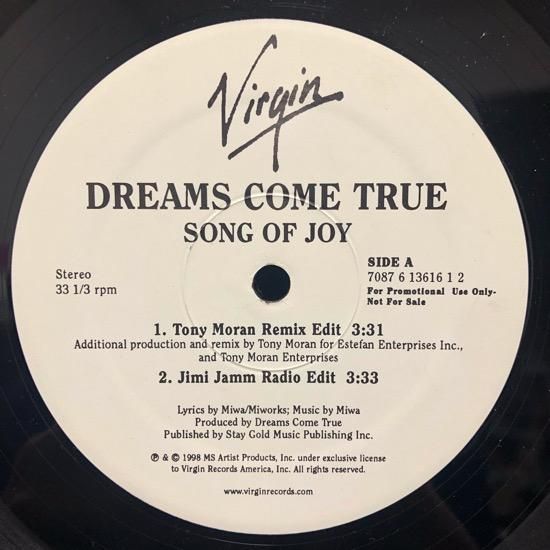 Virgin
DREAMS COME TRUE
SONG OF JOY
Stereo
33 1/3 rpm
SIDE A
7087 6 13616 1 2
For Promotional Use Only-
Not For Sale
1. Tony Moran Remix Edit 3:31
Additional production and remix by Tony Moran for Estefan Enterprises Inc.,
and Tony Moran Enterprises
2. Jimi Jamm Radio Edit 3:33
Lyrics by Miwa/Miworks; Music by Miwa
Produced by Dreams Come True
Published by Stay Gold Music Publishing Inc.
℗ & © 1998 MS Artist Products, Inc. under exclusive license
to Virgin Records America, Inc. All rights reserved.
www.virginrecords.com